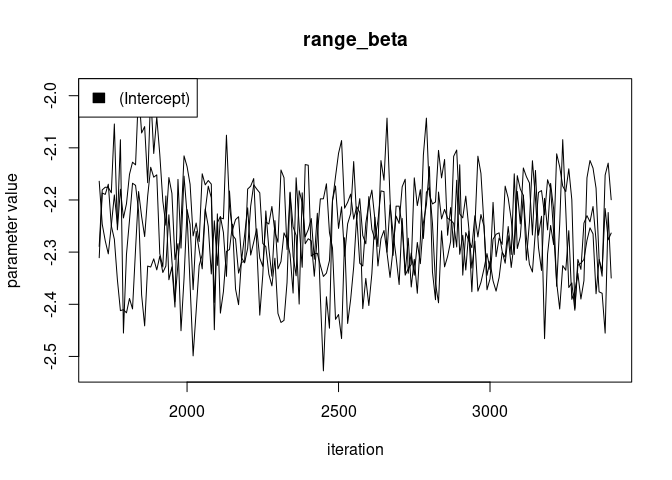 range_beta
(Intercept)
-2.0
-2.1
-2.2
-2.3
-2.4
-2.5
parameter value
2000 2500 3000
iteration